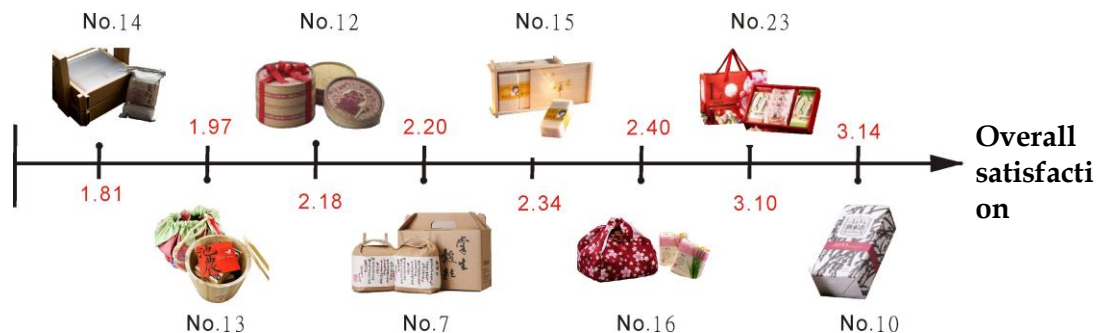 No.14
No.12
No.15
No.23
1.97
2.20
2.40
3.14
Overall
satisfacti
on
1.81
2.18
2.34
3.10
No.13
No.7
No.16
No.10